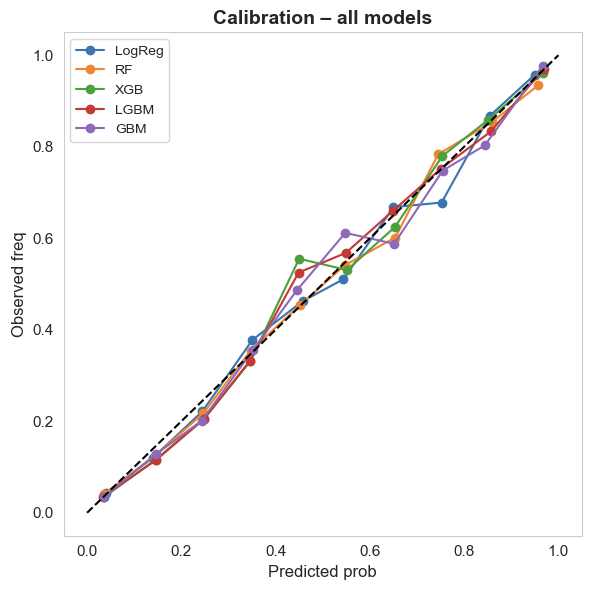 Calibration – all models
LogReg
RF
XGB
LGBM
GBM
Observed freq
1.0
0.8
0.6
0.4
0.2
0.0
0.0 0.2 0.4 0.6 0.8 1.0
Predicted prob